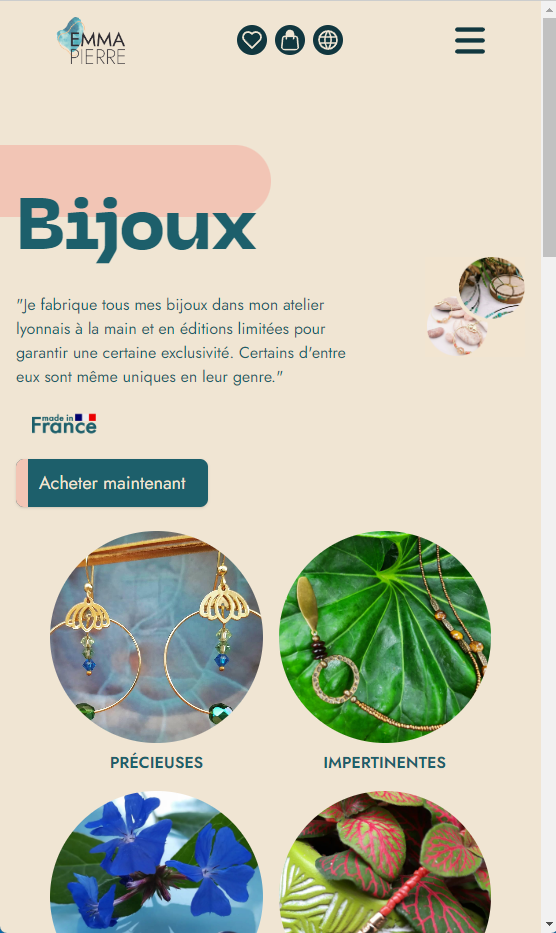 EMMA
PIERRE
Bijoux
"Je fabrique tous mes bijoux dans mon atelier
lyonnais à la main et en éditions limitées pour
garantir une certaine exclusivité. Certains d'entre
eux sont même uniques en leur genre."
made in
France
Acheter maintenant
PRÉCIEUSES
IMPERTINENTES